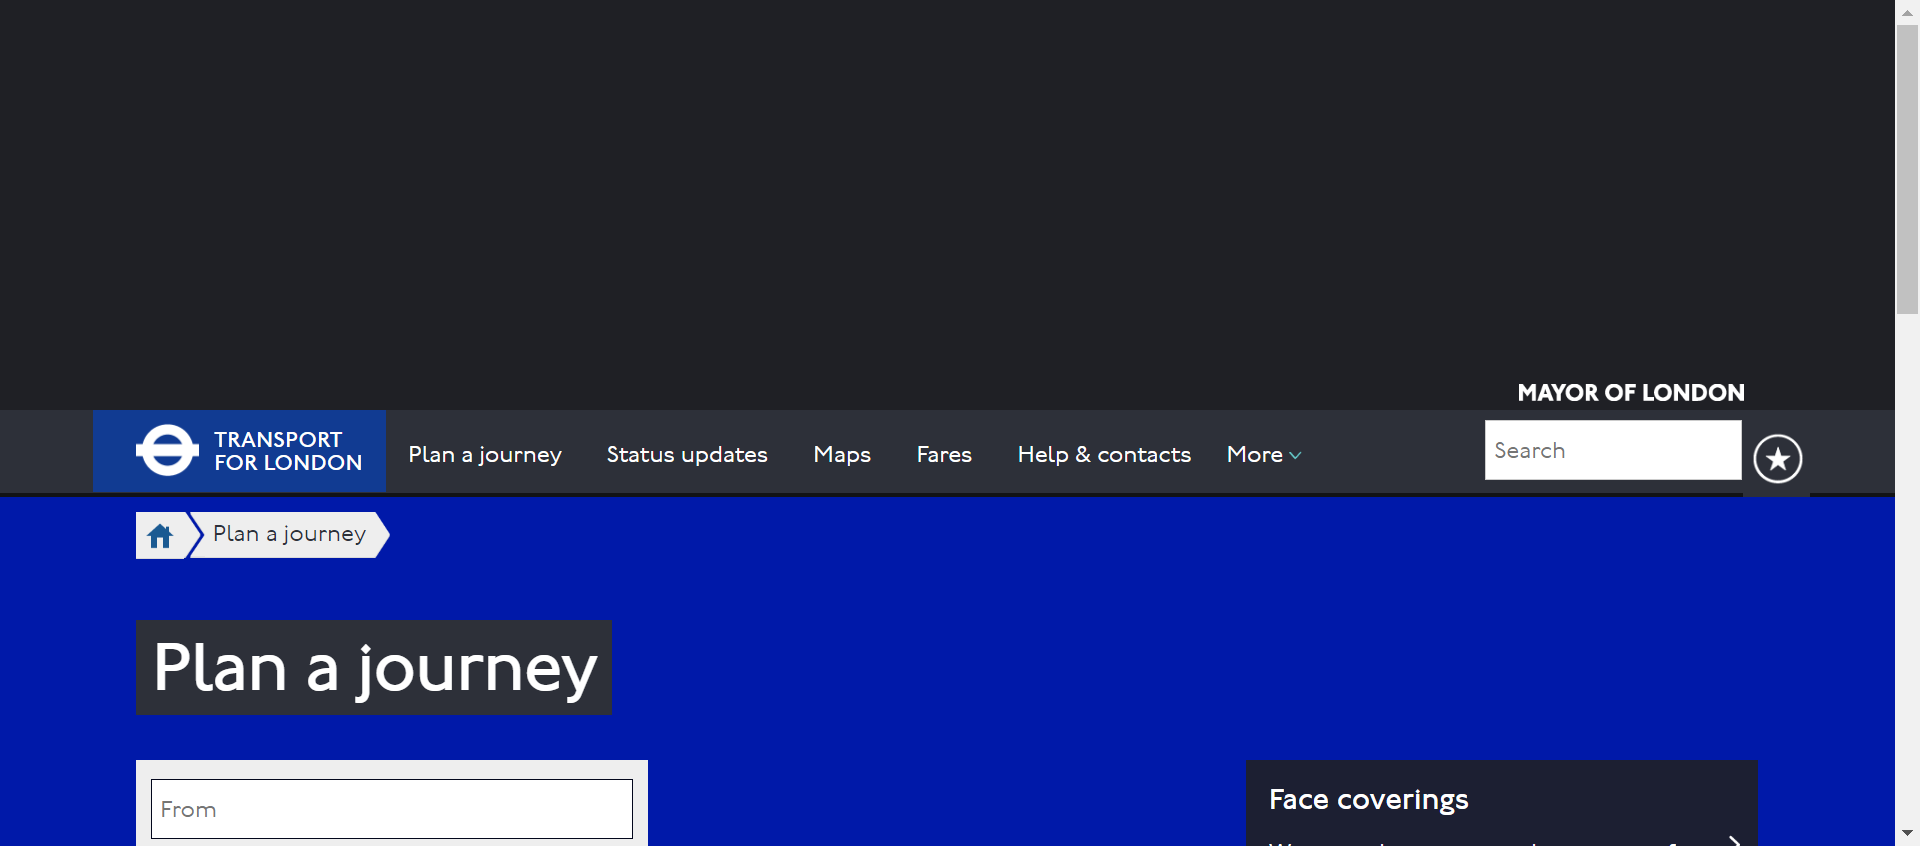 MAYOR OF LONDON
TRANSPORT
FOR LONDON
Plan a journey
Status updates
Maps
Fares
Help & contacts
More
Search
Plan a journey
Plan a journey
From
Face coverings